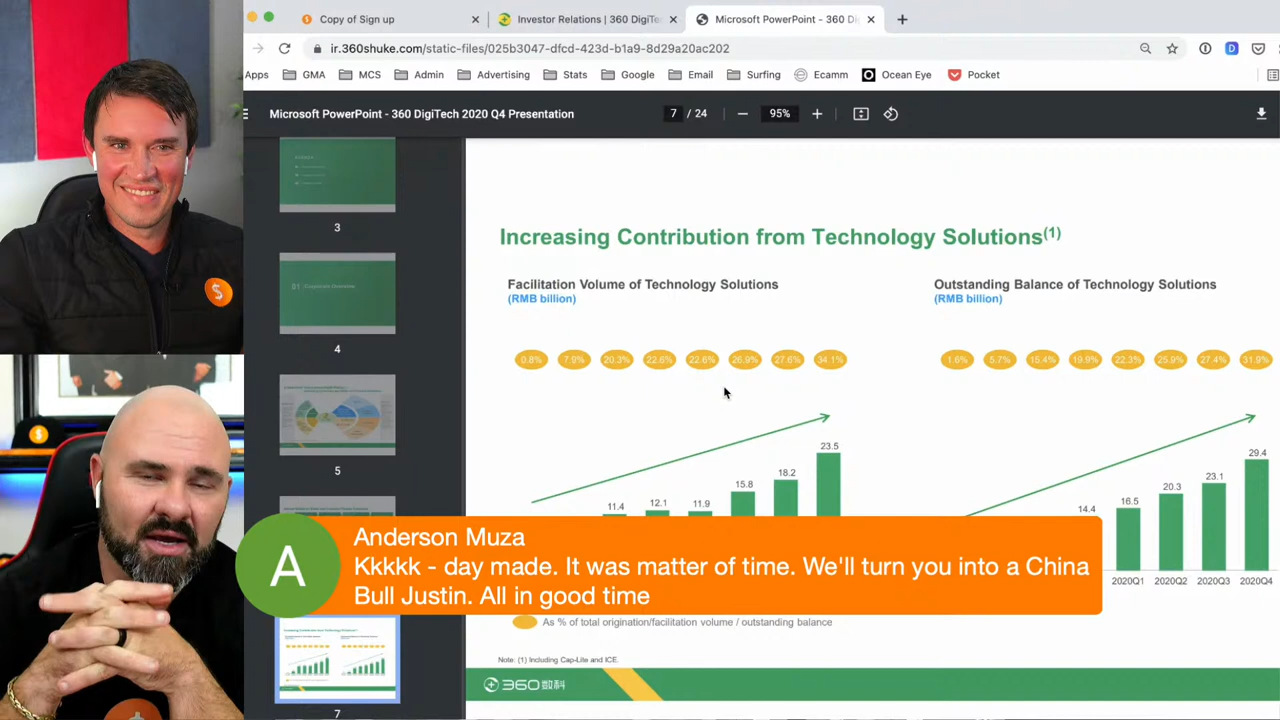 Copy of Sign up
Investor Relations | 360 DigiTe
Microsoft PowerPoint - 360 Di
ir.360shuke.com/static-files/025b3047-dfcd-423d-b1a9-8d29a20ac202
Apps GMA MCS Admin Advertising Stats Google Email Surfing Ecamm Ocean Eye Pocket
Microsoft PowerPoint - 360 DigiTech 2020 Q4 Presentation 7 / 24 95%
3
4
5
7
Increasing Contribution from Technology Solutions(1)
Facilitation Volume of Technology Solutions
(RMB billion)
0.8% 7.0% 20.3% 22.6% 22.6% 26.9% 27.6% 34.1%
11.4 12.1 11.9 15.8 18.2 23.5
Outstanding Balance of Technology Solutions
(RMB billion)
1.6% 5.7% 15.4% 19.9% 22.3% 25.9% 27.4% 31.9%
14.4 16.5 20.3 23.1 29.4
2020Q1 2020Q2 2020Q3 2020Q4
A
Anderson Muza
Kkkkk - day made. It was matter of time. We'll turn you into a China
Bull Justin. All in good time
As % of total origination/facilitation volume / outstanding balance
Note: (1) Including Cap-Lite and ICE.
360数科